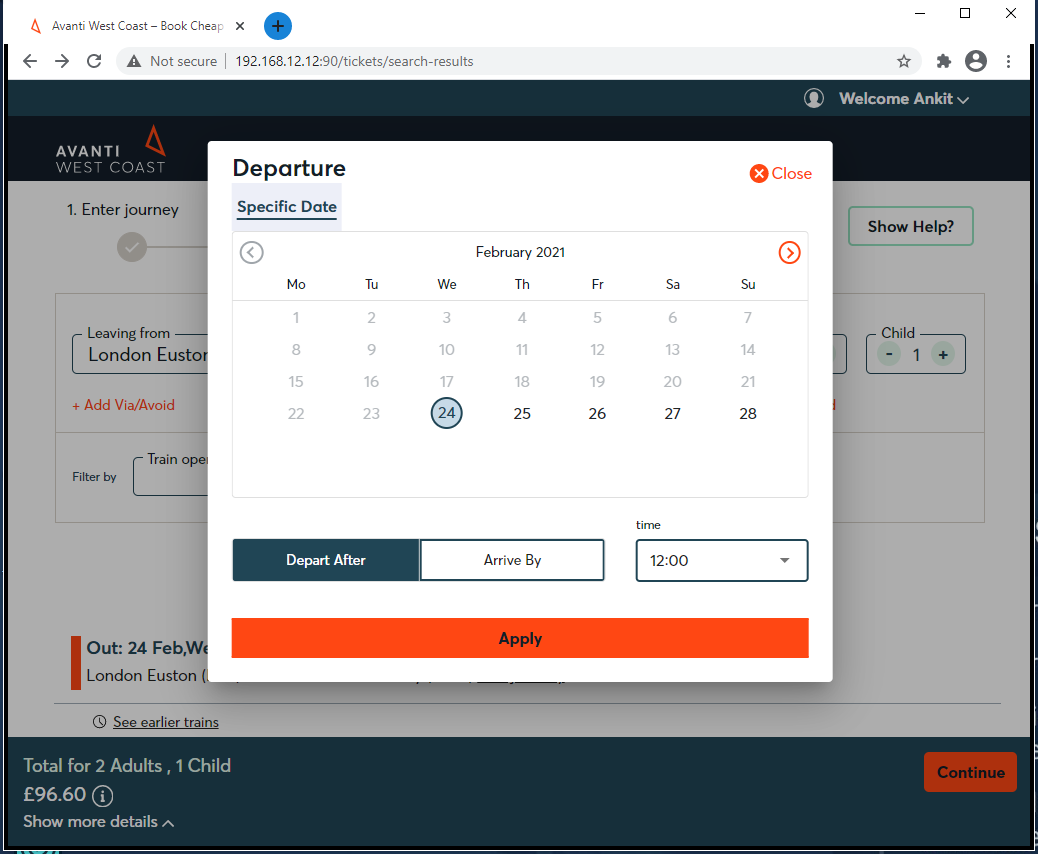 Avanti West Coast – Book Cheap
Not secure
192.168.12.12:90/tickets/search-results
Welcome Ankit
AVANTI
WEST COAST
Departure
Close
1. Enter journey
Specific Date
Show Help?
February 2021
Mo Tu We Th Fr Sa Su
1 2 3 4 5 6 7
8 9 10 11 12 13 14
15 16 17 18 19 20 21
22 23 24 25 26 27 28
Leaving from
London Euston
Child
- 1 +
+ Add Via/Avoid
Train oper
Filter by
time
Depart After
Arrive By
12:00
Apply
Out: 24 Feb,We
London Euston (
See earlier trains
Total for 2 Adults , 1 Child
£96.60
Show more details
Continue